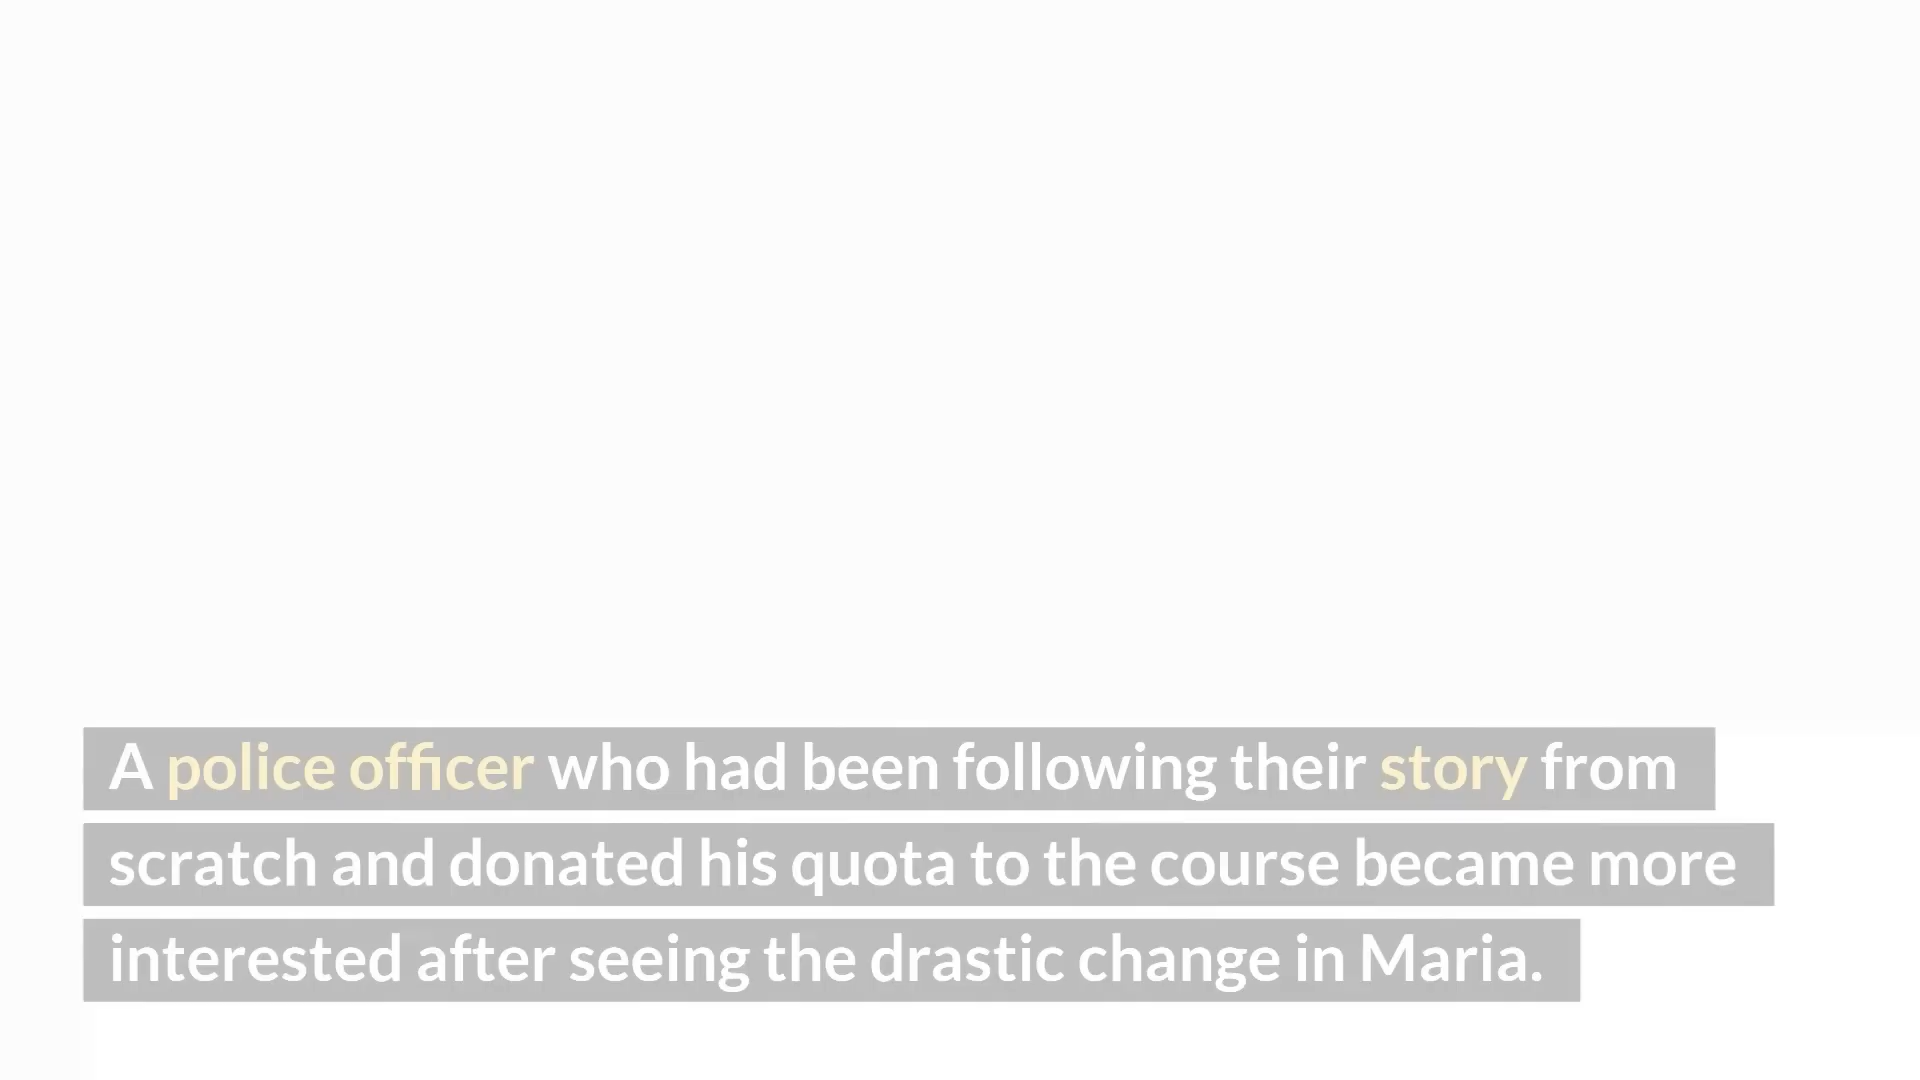 A police officer who had been following their story from
scratch and donated his quota to the course became more
interested after seeing the drastic change in Maria.